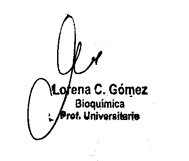 Lorena C. Gómez
Bioquímica
Prof. Universitaria